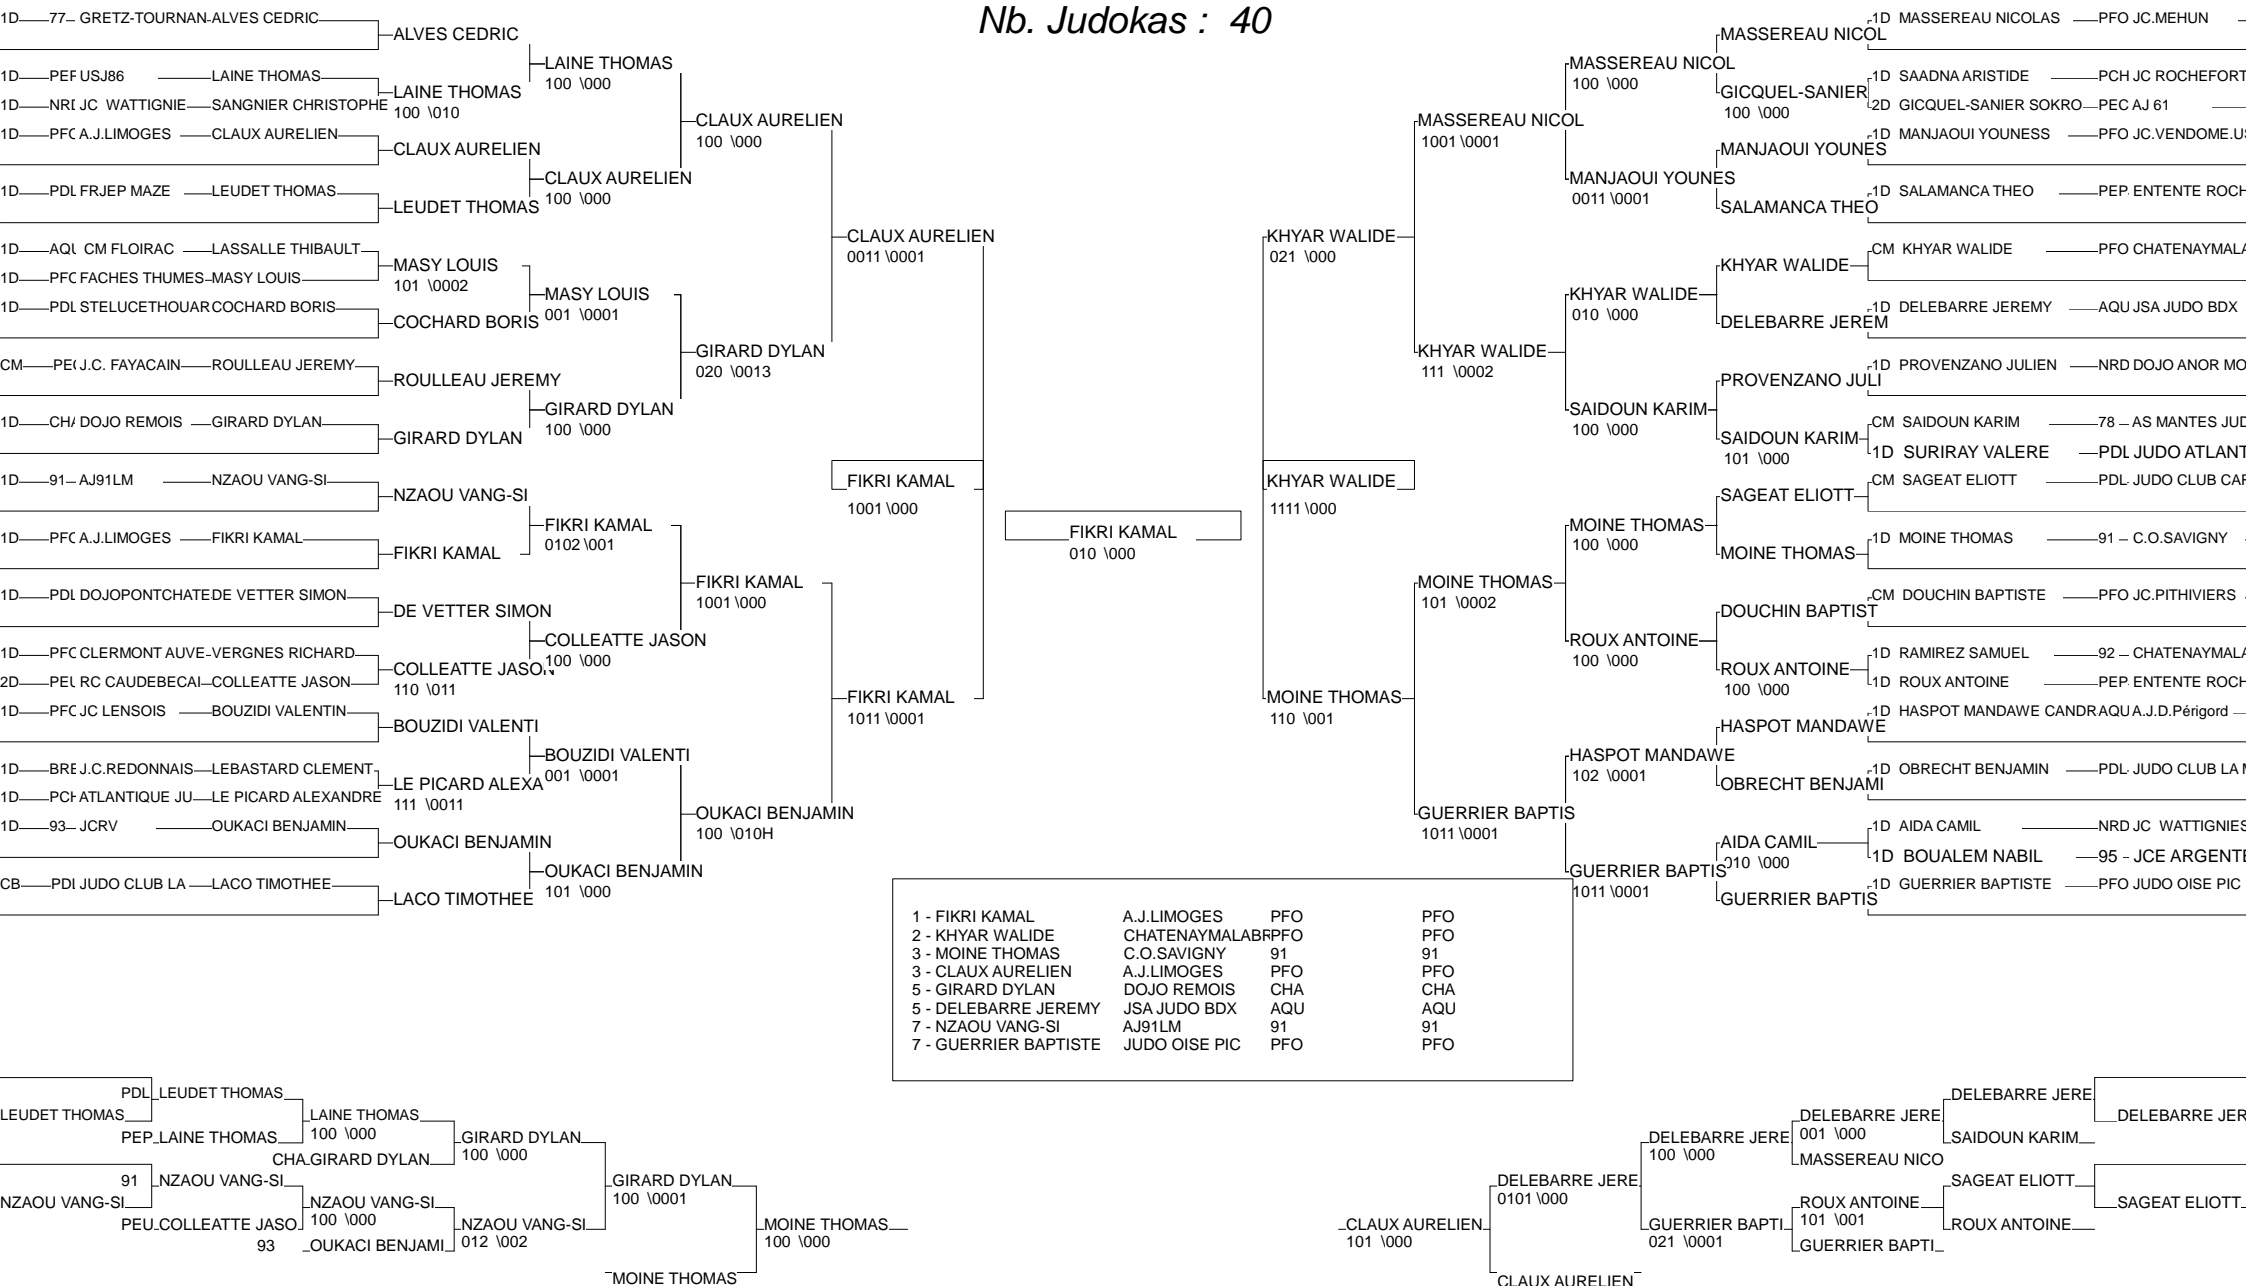 Nb. Judokas : 40
1D 77 GRETZ-TOURNAN ALVES CEDRIC
1D PEP USJ86 LAINE THOMAS
1D JC WATTIGNIE SANGNIER CHRISTOPHE
1D A.J.LIMOGES CLAUX AURELIEN
1D PDL FRJEP MAZE LEUDET THOMAS
1D CM FLOIRAC LASSALLE THIBAULT
1D FACHES THUMES MASY LOUIS
1D PDL STELUCETHOUAR COCHARD BORIS
CM J.C. FAYACAIN ROULLEAU JEREMY
1D DOJO REMOIS GIRARD DYLAN
1D 91 AJ91LM NZAOU VANG-SI
1D A.J.LIMOGES FIKRI KAMAL
1D PDL DOJOPONTCHATE DE VETTER SIMON
1D CLERMONT AUVE VERGNES RICHARD
2D RC CAUDEBECAI COLLEATTE JASON
1D JC LENSOIS BOUZIDI VALENTIN
1D BRE J.C.REDONNAIS LEBASTARD CLEMENT
1D ATLANTIQUE JU LE PICARD ALEXANDRE
1D 93 JCRV OUKACI BENJAMIN
CB JUDO CLUB LA LACO TIMOTHEE
ALVES CEDRIC
LAINE THOMAS
100 \010
CLAUX AURELIEN
LEUDET THOMAS
MASY LOUIS
101 \0002
COCHARD BORIS
ROULLEAU JEREMY
GIRARD DYLAN
NZAOU VANG-SI
FIKRI KAMAL
DE VETTER SIMON
COLLEATTE JASON
110 \011
BOUZIDI VALENTI
LE PICARD ALEXA
111 \0011
OUKACI BENJAMIN
LACO TIMOTHEE
LAINE THOMAS
100 \000
CLAUX AURELIEN
100 \000
MASY LOUIS
001 \0001
GIRARD DYLAN
100 \000
FIKRI KAMAL
0102 \001
COLLEATTE JASON
100 \000
BOUZIDI VALENTI
001 \0001
OUKACI BENJAMIN
101 \000
CLAUX AURELIEN
100 \000
GIRARD DYLAN
020 \0013
FIKRI KAMAL
1001 \000
OUKACI BENJAMIN
100 \010H
CLAUX AURELIEN
0011 \0001
FIKRI KAMAL
1011 \0001
FIKRI KAMAL
1001 \000
FIKRI KAMAL
010 \000
KHYAR WALIDE
1111 \000
KHYAR WALIDE
021 \000
MOINE THOMAS
110 \001
MASSEREAU NICOL
1001 \0001
KHYAR WALIDE
111 \0002
MOINE THOMAS
101 \0002
GUERRIER BAPTIS
1011 \0001
MASSEREAU NICOL
100 \000
MANJAOUI YOUNES
0011 \0001
KHYAR WALIDE
010 \000
SAIDOUN KARIM
100 \000
MOINE THOMAS
100 \000
ROUX ANTOINE
100 \000
HASPOT MANDAWE
102 \0001
GUERRIER BAPTIS
1011 \0001
MASSEREAU NICOL
GICQUEL-SANIER
100 \000
MANJAOUI YOUNES
SALAMANCA THEO
KHYAR WALIDE
DELEBARRE JEREM
PROVENZANO JULI
SAIDOUN KARIM
101 \000
SAGEAT ELIOTT
MOINE THOMAS
DOUCHIN BAPTIST
ROUX ANTOINE
100 \000
HASPOT MANDAWE
OBRECHT BENJAMI
AIDA CAMIL
010 \000
GUERRIER BAPTIS
1D MASSEREAU NICOLAS PFO JC.MEHUN
1D SAADNA ARISTIDE PCH JC ROCHEFORT
2D GICQUEL-SANIER SOKRO PEC AJ 61
1D MANJAOUI YOUNESS PFO JC.VENDOME.US
1D SALAMANCA THEO PEP ENTENTE ROCH
CM KHYAR WALIDE PFO CHATENAYMALA
1D DELEBARRE JEREMY AQU JSA JUDO BDX
1D PROVENZANO JULIEN NRD DOJO ANOR MO
CM SAIDOUN KARIM 78 AS MANTES JUD
1D SURIRAY VALERE PDL JUDO ATLANT
CM SAGEAT ELIOTT PDL JUDO CLUB CAR
1D MOINE THOMAS 91 C.O.SAVIGNY
CM DOUCHIN BAPTISTE PFO JC.PITHIVIERS
1D RAMIREZ SAMUEL 92 CHATENAYMALA
1D ROUX ANTOINE PEP ENTENTE ROCH
1D HASPOT MANDAWE CANDR AQU A.J.D.Périgord
1D OBRECHT BENJAMIN PDL JUDO CLUB LA M
1D AIDA CAMIL NRD JC WATTIGNIES
1D BOUALEM NABIL 95 - JCE ARGENTE
1D GUERRIER BAPTISTE PFO JUDO OISE PIC
1 - FIKRI KAMAL A.J.LIMOGES PFO PFO
2 - KHYAR WALIDE CHATENAYMALABR PFO PFO
3 - MOINE THOMAS C.O.SAVIGNY 91 91
3 - CLAUX AURELIEN A.J.LIMOGES PFO PFO
5 - GIRARD DYLAN DOJO REMOIS CHA CHA
5 - DELEBARRE JEREMY JSA JUDO BDX AQU AQU
7 - NZAOU VANG-SI AJ91LM 91 91
7 - GUERRIER BAPTISTE JUDO OISE PIC PFO PFO
LEUDET THOMAS
NZAOU VANG-SI
PDL LEUDET THOMAS
PEP LAINE THOMAS
91 NZAOU VANG-SI
PEU COLLEATTE JASO
LAINE THOMAS
100 \000
CHA GIRARD DYLAN
NZAOU VANG-SI
100 \000
93 OUKACI BENJAMI
GIRARD DYLAN
100 \000
NZAOU VANG-SI
012 \002
GIRARD DYLAN
100 \0001
MOINE THOMAS
MOINE THOMAS
100 \000
CLAUX AURELIEN
101 \000
DELEBARRE JERE
0101 \000
CLAUX AURELIEN
DELEBARRE JERE
100 \000
GUERRIER BAPTI
021 \0001
DELEBARRE JERE
001 \000
MASSEREAU NICO
ROUX ANTOINE
101 \001
GUERRIER BAPTI
DELEBARRE JERE
SAIDOUN KARIM
SAGEAT ELIOTT
ROUX ANTOINE
DELEBARRE JER
SAGEAT ELIOTT